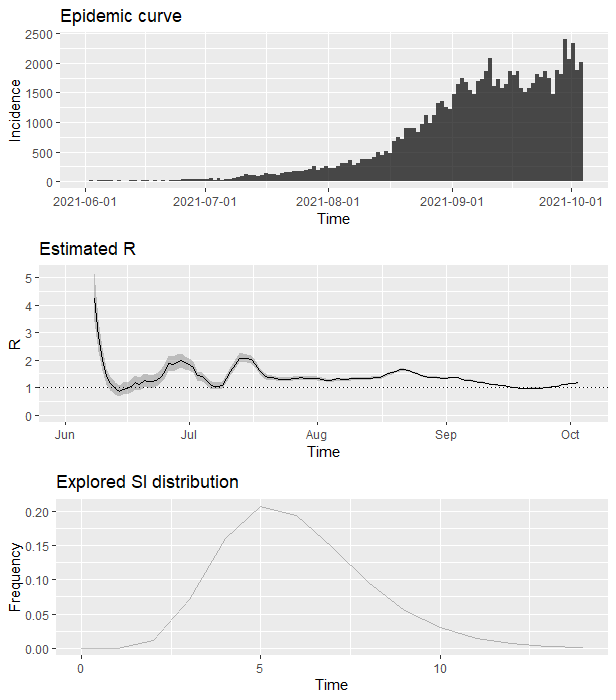 Epidemic curve
2500
2000
1500
1000
500
0
Incidence
2021-06-01 2021-07-01 2021-08-01 2021-09-01 2021-10-01
Time
Estimated R
5
4
3
2
1
0
R
Jun Jul Aug Sep Oct
Time
Explored SI distribution
0.20
0.15
0.10
0.05
0.00
Frequency
0 5 10
Time